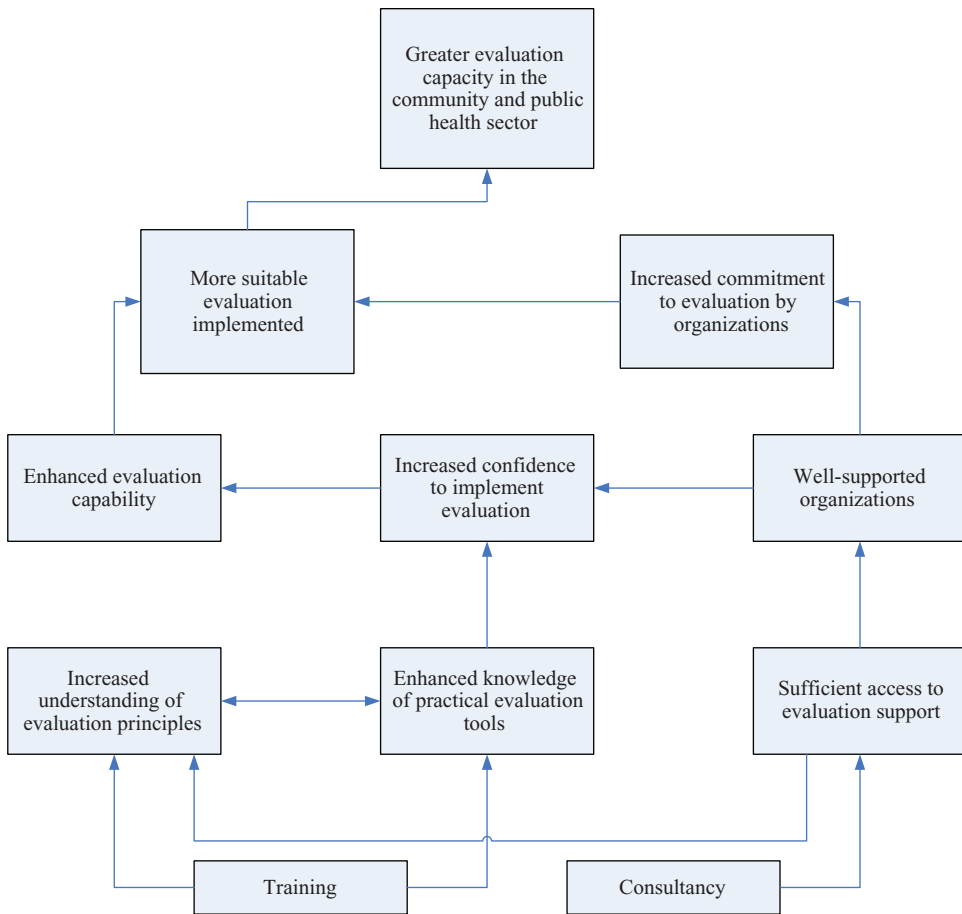 Greater evaluation
capacity in the
community and public
health sector
More suitable
evaluation
implemented
Increased commitment
to evaluation by
organizations
Enhanced evaluation
capability
Increased confidence
to implement
evaluation
Well-supported
organizations
Increased
understanding of
evaluation principles
Enhanced knowledge
of practical evaluation
tools
Sufficient access to
evaluation support
Training
Consultancy